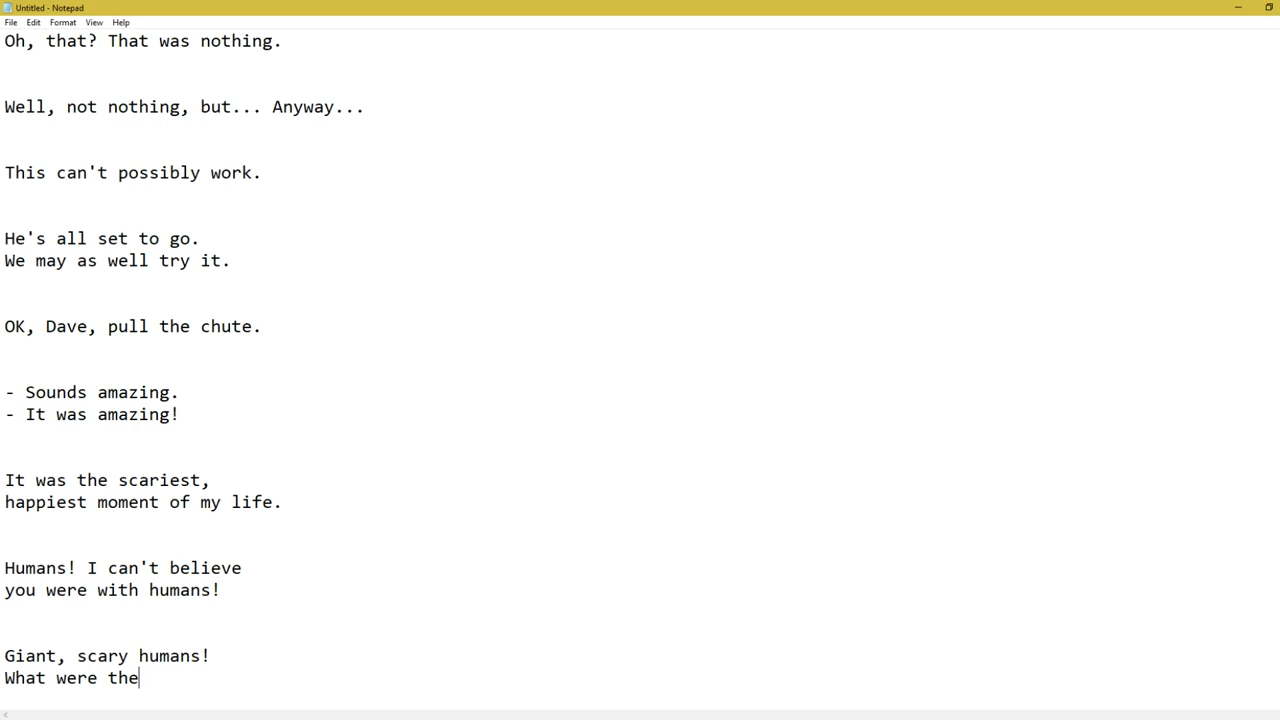 Untitled - Notepad
File Edit Format View Help
Oh, that? That was nothing.
Well, not nothing, but... Anyway...
This can't possibly work.
He's all set to go.
We may as well try it.
OK, Dave, pull the chute.
- Sounds amazing.
- It was amazing!
It was the scariest,
happiest moment of my life.
Humans! I can't believe
you were with humans!
Giant, scary humans!
What were the